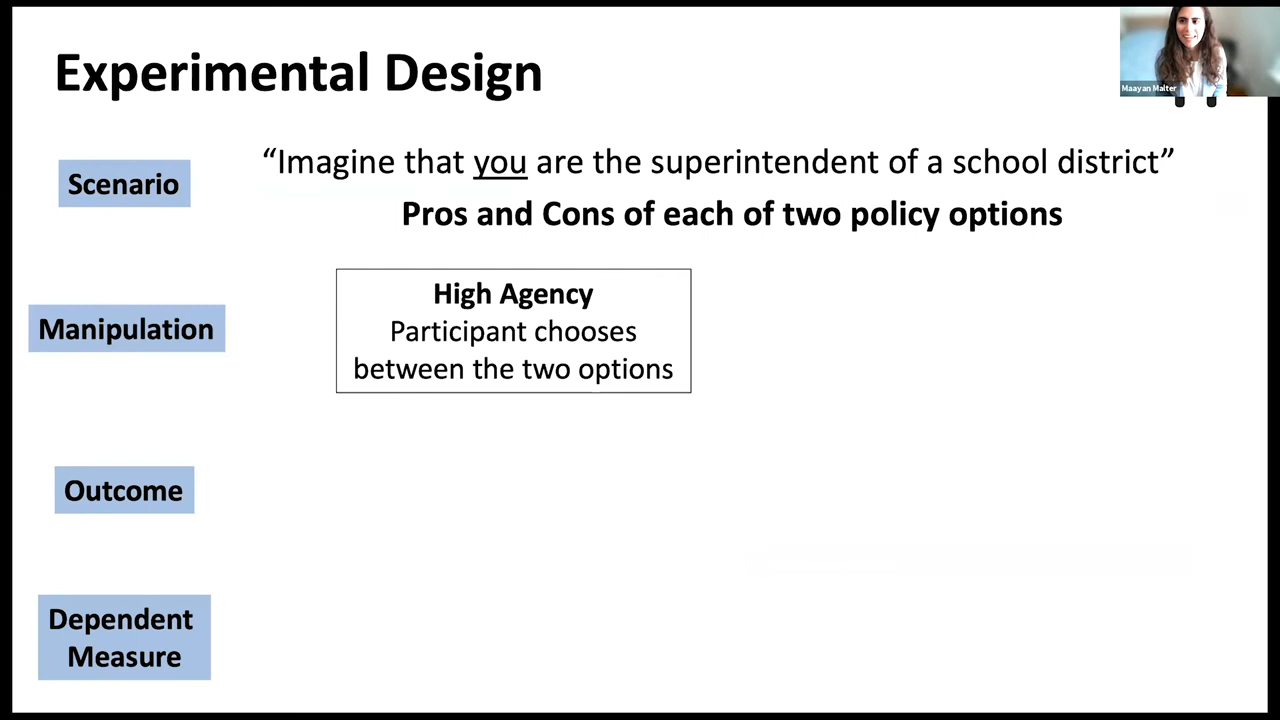 Experimental Design
Maayan Malter
Scenario
“Imagine that you are the superintendent of a school district”
Pros and Cons of each of two policy options
Manipulation
High Agency
Participant chooses
between the two options
Outcome
Dependent
Measure